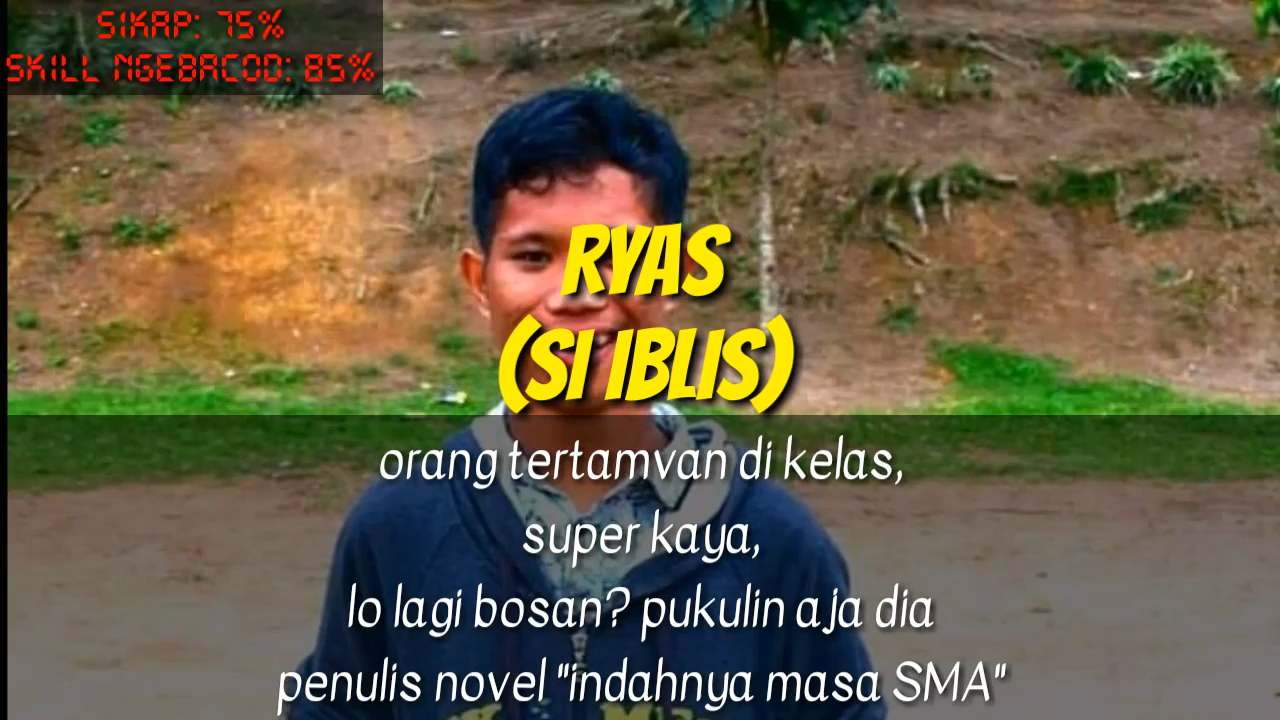 SIKAP: 75%
SKILL NGEBACOD: 85%
RYAS
(SI IBLIS)
orang tertamvan di kelas,
super kaya,
lo lagi bosan? pukulin aja dia
penulis novel "indahnya masa SMA"